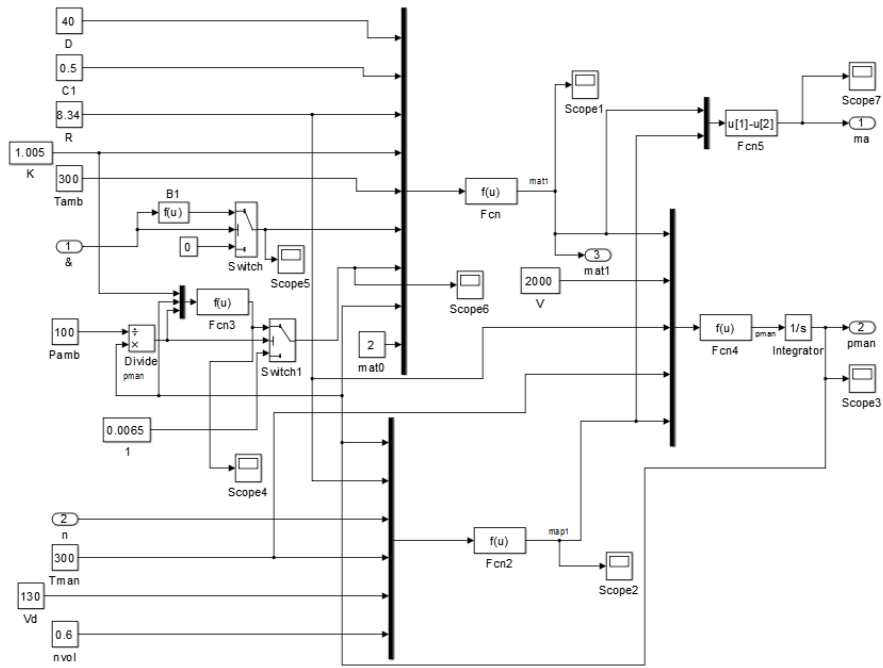 40
D
0.5
C1
8.34
R
1.005
K
300
Tamb
B1
f(u)
1
&
0
Switch
Scope5
100
Pamb
÷
×
Divide
pman
f(u)
Fcn3
Switch1
0.0065
1
Scope4
2
mat0
Scope6
f(u)
Fcn
mat1
Scope1
3
mat1
2000
V
u[1]-u[2]
Fcn5
Scope7
1
ma
f(u)
Fcn4
pman
1/s
Integrator
2
pman
Scope3
2
n
300
Tman
130
Vd
0.6
nvol
f(u)
Fcn2
map1
Scope2